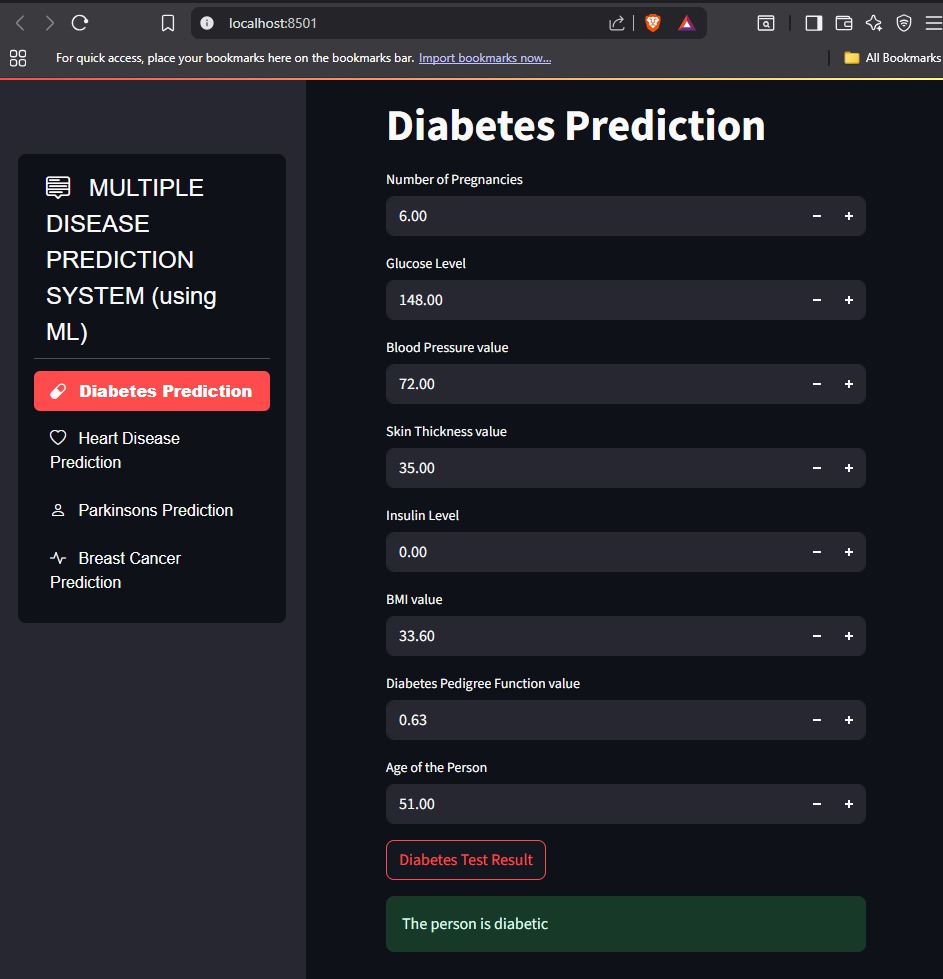 localhost:8501
For quick access, place your bookmarks here on the bookmarks bar. Import bookmarks now...
All Bookmarks
MULTIPLE
DISEASE
PREDICTION
SYSTEM (using
ML)
Diabetes Prediction
Heart Disease
Prediction
Parkinsons Prediction
Breast Cancer
Prediction
Diabetes Prediction
Number of Pregnancies
6.00
Glucose Level
148.00
Blood Pressure value
72.00
Skin Thickness value
35.00
Insulin Level
0.00
BMI value
33.60
Diabetes Pedigree Function value
0.63
Age of the Person
51.00
Diabetes Test Result
The person is diabetic